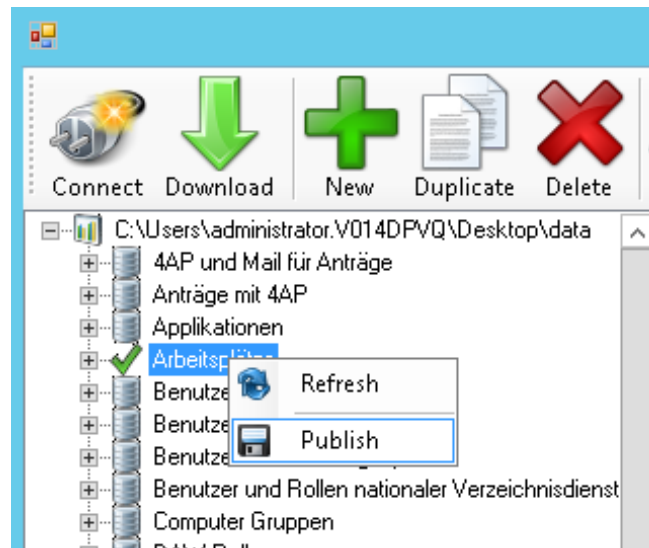 Connect Download New Duplicate Delete
C:\Users\administrator.V014DPVQ\Desktop\data
4AP und Mail für Anträge
Anträge mit 4AP
Applikationen
Refresh
Publish
Benutzer und Rollen nationaler Verzeichnisdienst
Computer Gruppen